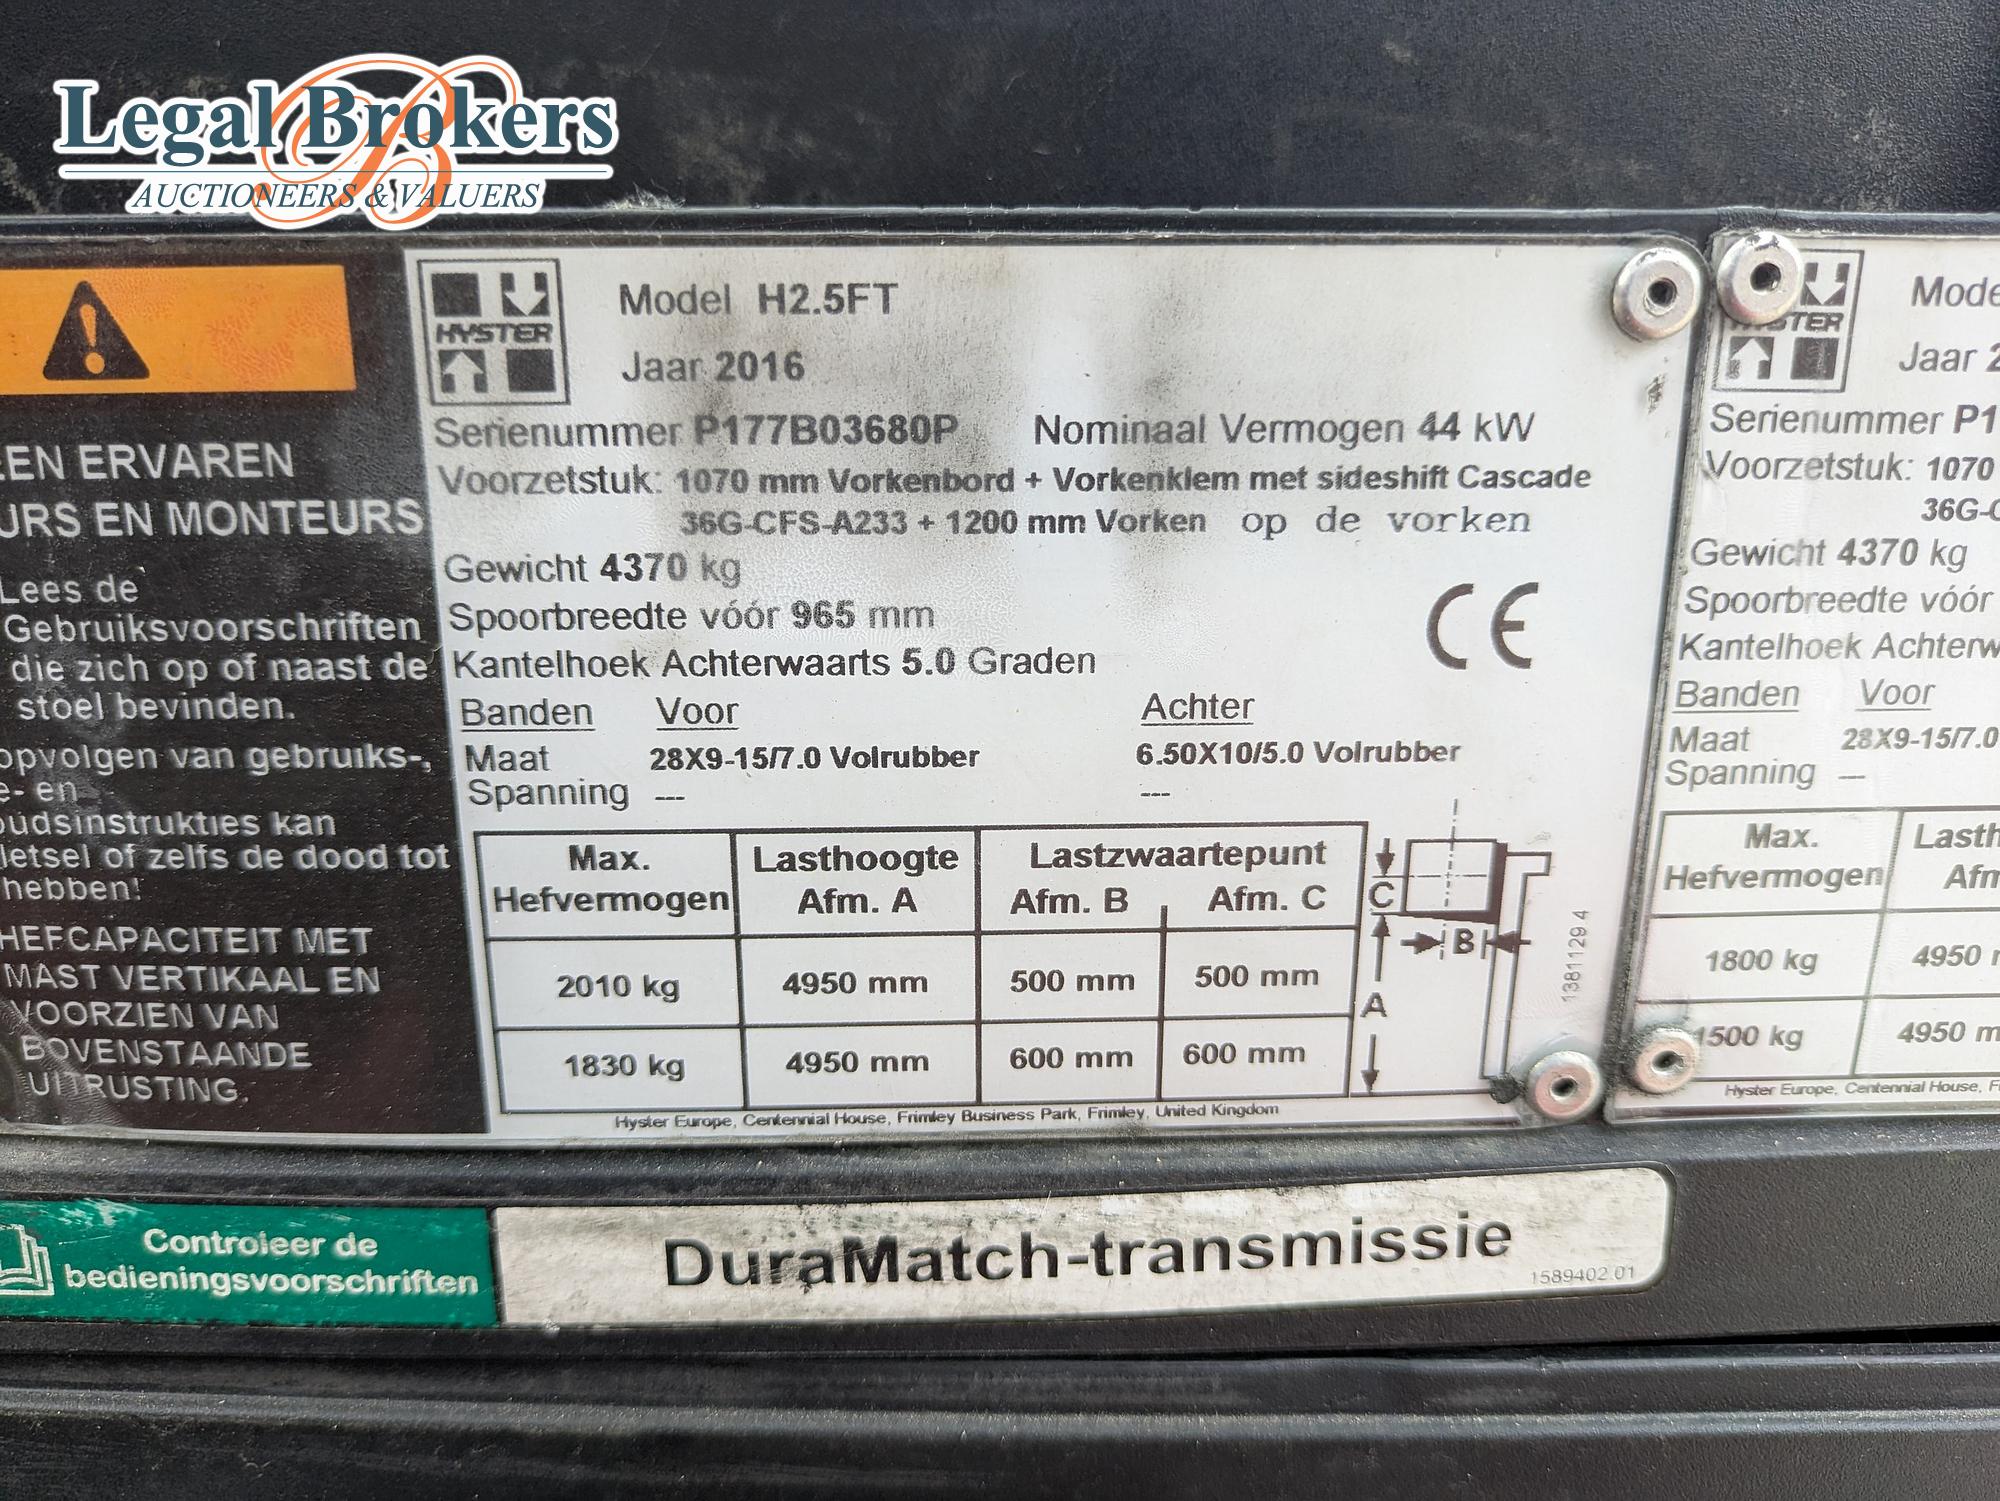 Legal Brokers
AUCTIONEERS & VALUERS
EN ERVAREN
URS EN MONTEURS
Lees de
Gebruiksvoorschriften
die zich op of naast de
stoel bevinden.
opvolgen van gebruiks-,
e- en
oudsinstrukties kan
letsel of zelfs de dood tot
hebben!
HEFCAPACITEIT MET
MAST VERTIKAAL EN
VOORZIEN VAN
BOVENSTAANDE
UITRUSTING.
HYSTER
Model H2.5FT
Jaar 2016
Serienummer P177B03680P Nominaal Vermogen 44 kW
Voorzetstuk: 1070 mm Vorkenbord + Vorkenklem met sideshift Cascade
36G-CFS-A233 + 1200 mm Vorken op de vorken
Gewicht 4370 kg
Spoorbreedte vóór 965 mm
Kantelhoek Achterwaarts 5.0 Graden
CE
Banden Voor Achter
Maat 28X9-15/7.0 Volrubber 6.50X10/5.0 Volrubber
Spanning --- ---
Max. Hefvermogen Lasthoogte Afm. A Lastzwaartepunt Afm. B Afm. C
2010 kg 4950 mm 500 mm 500 mm
1830 kg 4950 mm 600 mm 600 mm
C
B
A
13811294
Hyster Europe, Centennial House, Frimley Business Park, Frimley, United Kingdom
HYSTER
Mode
Jaar 2
Serienummer P1
Voorzetstuk: 1070
36G-C
Gewicht 4370 kg
Spoorbreedte vóór
Kantelhoek Achterw
Banden Voor
Maat 28X9-15/7.0
Spanning ---
Max. Lasth
Hefvermogen Afm
1800 kg 4950 m
1500 kg 4950 m
Hyster Europe, Centennial House, F
Controleer de
bedieningsvoorschriften
DuraMatch-transmissie
1589402.01